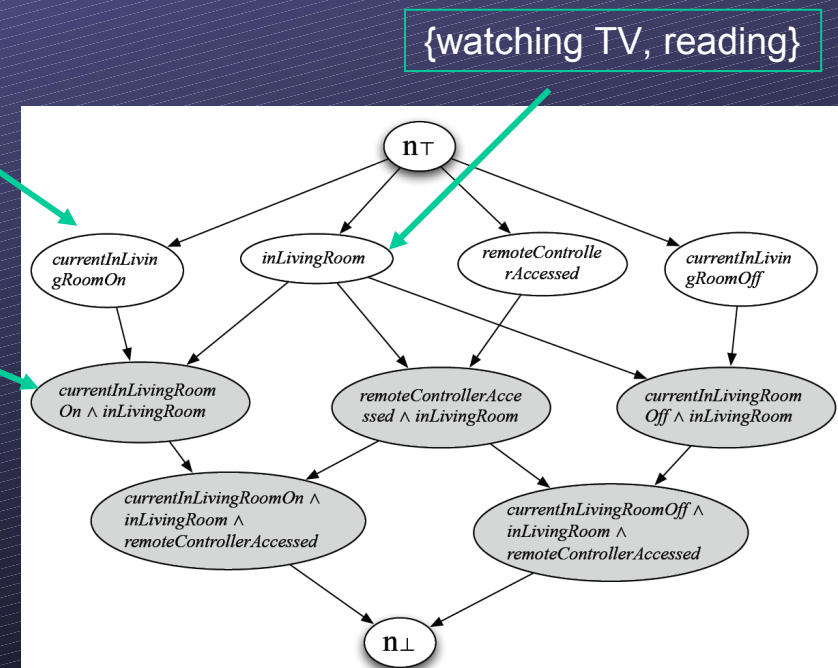 {watching TV, reading}
n⊤
currentInLivin
gRoomOn
inLivingRoom
remoteControlle
rAccessed
currentInLivin
gRoomOff
currentInLivingRoom
On ∧ inLivingRoom
remoteControllerAcce
ssed ∧ inLivingRoom
currentInLivingRoom
Off ∧ inLivingRoom
currentInLivingRoomOn ∧
inLivingRoom ∧
remoteControllerAccessed
currentInLivingRoomOff ∧
inLivingRoom ∧
remoteControllerAccessed
n⊥